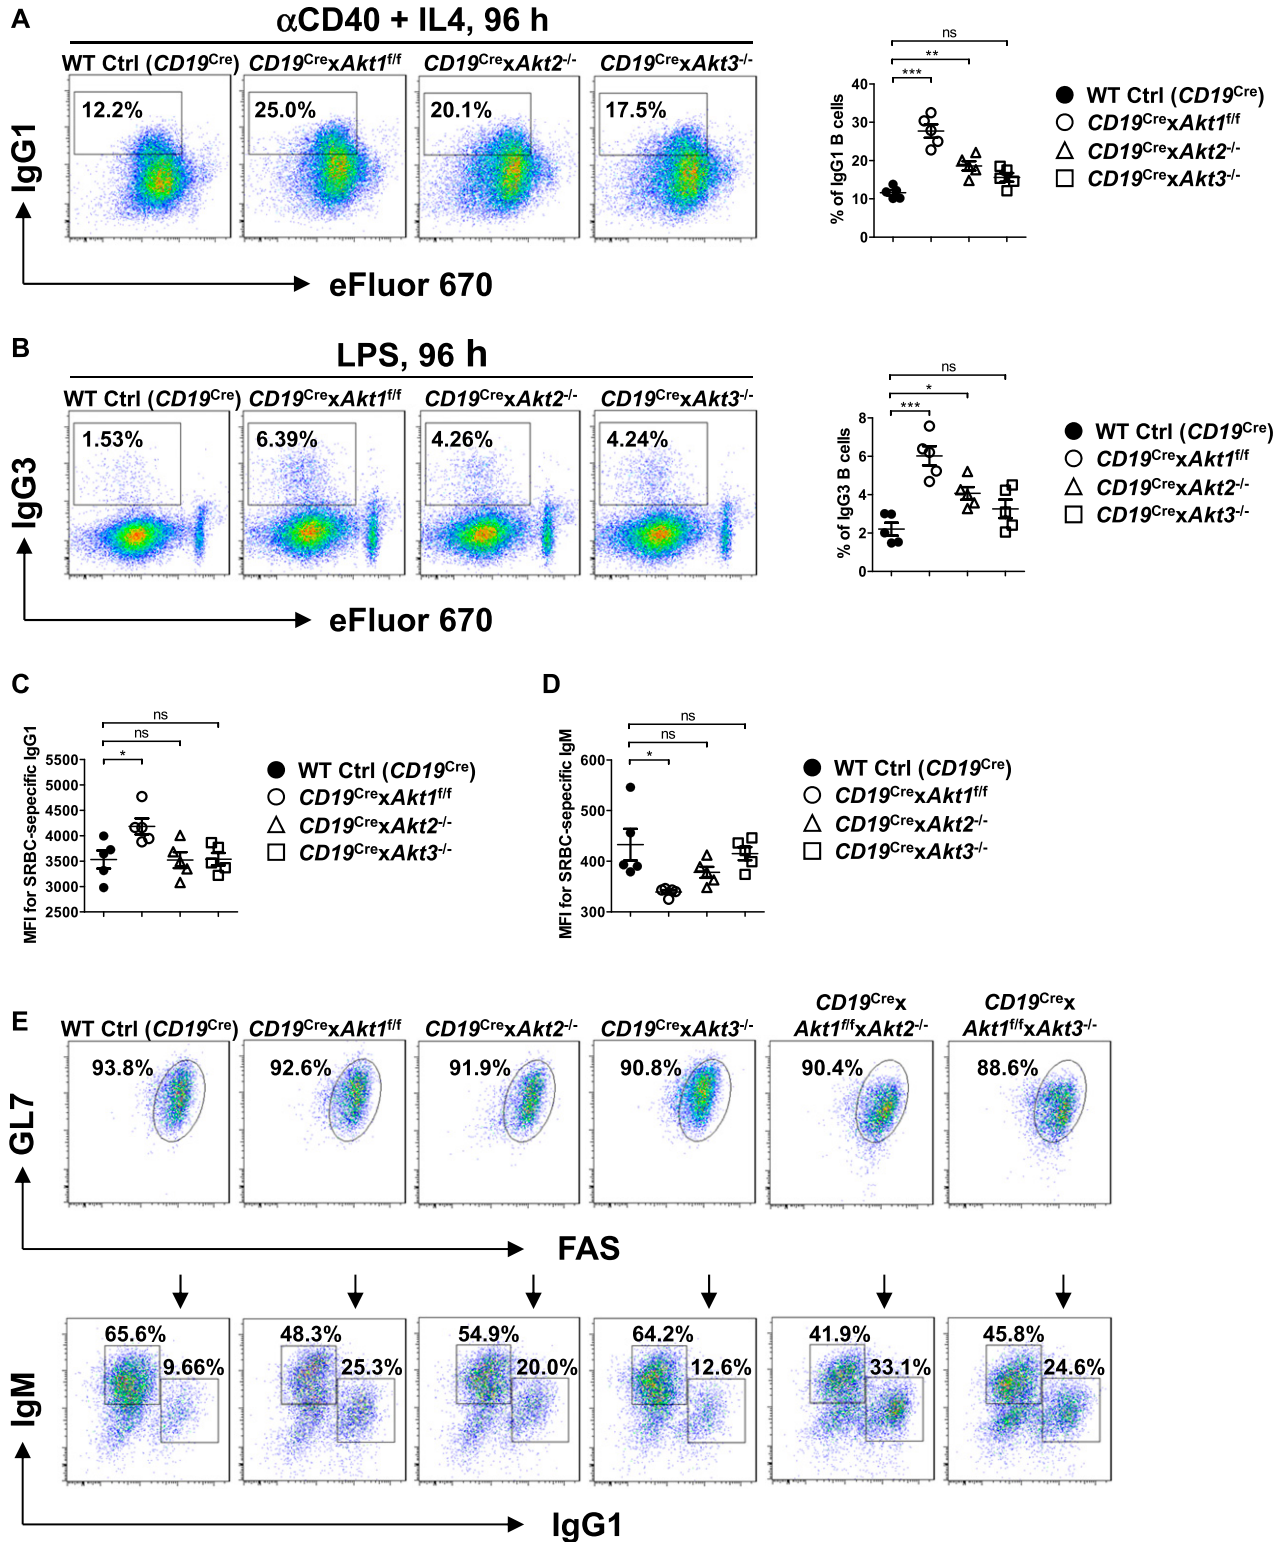 A
αCD40 + IL4, 96 h
WT Ctrl (CD19Cre) CD19CrexAkt1f/f CD19CrexAkt2-/- CD19CrexAkt3-/-
12.2% 25.0% 20.1% 17.5%
IgG1
eFluor 670
ns
**
***
% of IgG1 B cells
40
30
20
10
0
WT Ctrl (CD19Cre)
CD19CrexAkt1f/f
CD19CrexAkt2-/-
CD19CrexAkt3-/-
B
LPS, 96 h
WT Ctrl (CD19Cre) CD19CrexAkt1f/f CD19CrexAkt2-/- CD19CrexAkt3-/-
1.53% 6.39% 4.26% 4.24%
IgG3
eFluor 670
ns
*
***
% of IgG3 B cells
8
6
4
2
0
WT Ctrl (CD19Cre)
CD19CrexAkt1f/f
CD19CrexAkt2-/-
CD19CrexAkt3-/-
C
ns
ns
*
MFI for SRBC-sepecific IgG1
5500
5000
4500
4000
3500
3000
2500
WT Ctrl (CD19Cre)
CD19CrexAkt1f/f
CD19CrexAkt2-/-
CD19CrexAkt3-/-
D
ns
ns
*
MFI for SRBC-sepecific IgM
600
500
400
300
WT Ctrl (CD19Cre)
CD19CrexAkt1f/f
CD19CrexAkt2-/-
CD19CrexAkt3-/-
E
WT Ctrl (CD19Cre) CD19CrexAkt1f/f CD19CrexAkt2-/- CD19CrexAkt3-/-
CD19Crex
Akt1f/fxAkt2-/-
CD19Crex
Akt1f/fxAkt3-/-
93.8% 92.6% 91.9% 90.8% 90.4% 88.6%
GL7
FAS
65.6% 48.3% 54.9% 64.2% 41.9% 45.8%
9.66% 25.3% 20.0% 12.6% 33.1% 24.6%
IgM
IgG1